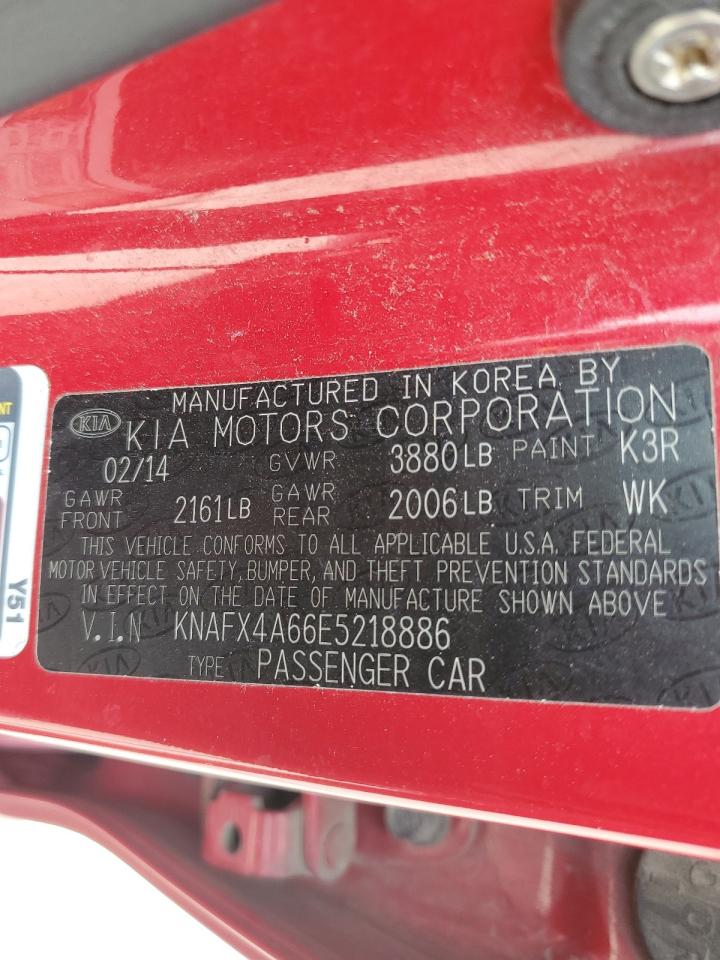 MANUFACTURED IN KOREA BY
KIA KIA MOTORS CORPORATION
02/14 GVWR 3880LB PAINT K3R
GAWR FRONT 2161LB GAWR REAR 2006LB TRIM WK
THIS VEHICLE CONFORMS TO ALL APPLICABLE U.S.A. FEDERAL
MOTOR VEHICLE SAFETY, BUMPER, AND THEFT PREVENTION STANDARDS
IN EFFECT ON THE DATE OF MANUFACTURE SHOWN ABOVE
V.I.N KNAFX4A66E5218886
TYPE PASSENGER CAR
Y51